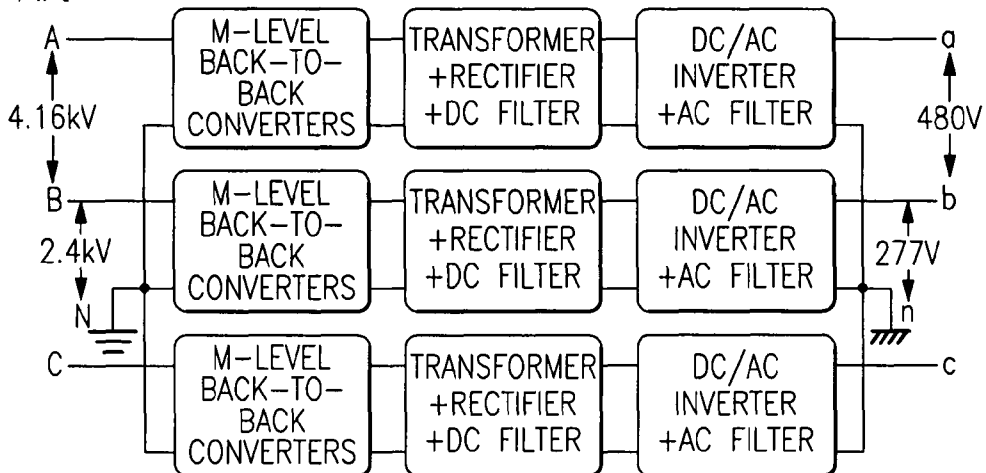 A
M-LEVEL
BACK-TO-
BACK
CONVERTERS
TRANSFORMER
+RECTIFIER
+DC FILTER
DC/AC
INVERTER
+AC FILTER
a
4.16kV
480V
B
M-LEVEL
BACK-TO-
BACK
CONVERTERS
TRANSFORMER
+RECTIFIER
+DC FILTER
DC/AC
INVERTER
+AC FILTER
b
2.4kV
277V
N
n
C
M-LEVEL
BACK-TO-
BACK
CONVERTERS
TRANSFORMER
+RECTIFIER
+DC FILTER
DC/AC
INVERTER
+AC FILTER
c